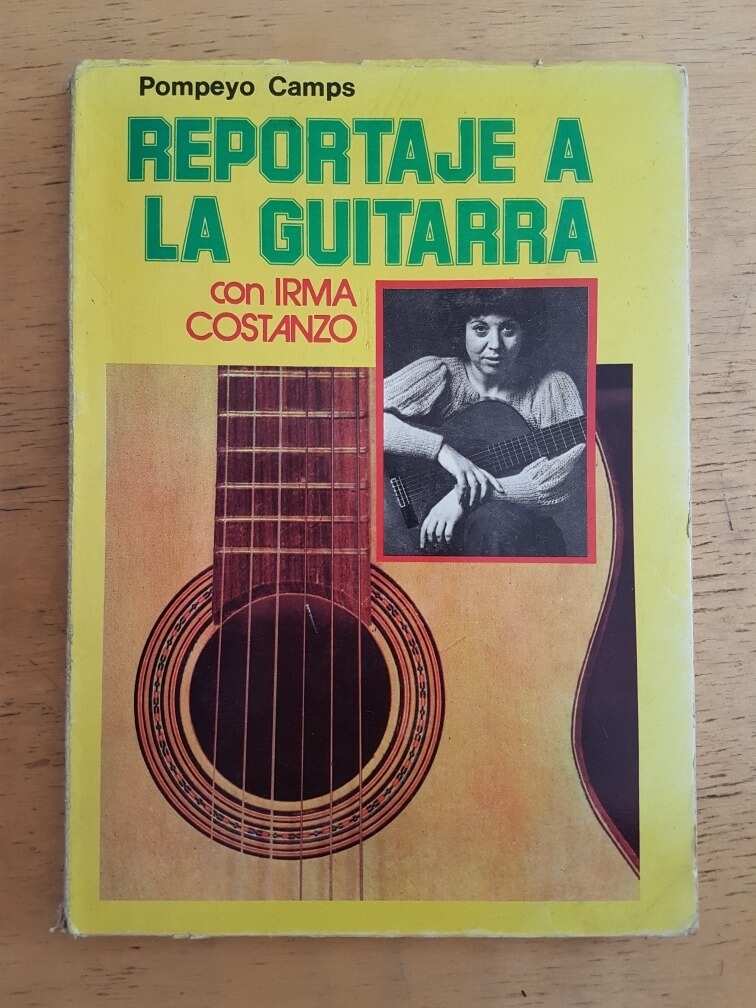 Pompeyo Camps
REPORTAJE A
LA GUITARRA
con IRMA
COSTANZO